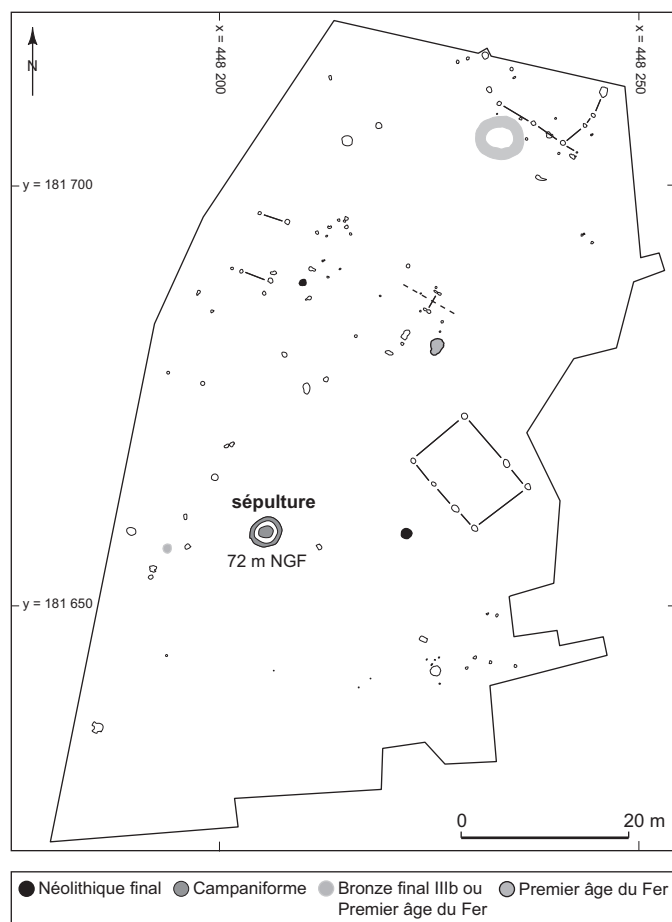 x = 448 200
x = 448 250
N
y = 181 700
sépulture
72 m NGF
y = 181 650
0 20 m
Néolithique final Campaniforme Bronze final IIIb ou Premier âge du Fer
Premier âge du Fer